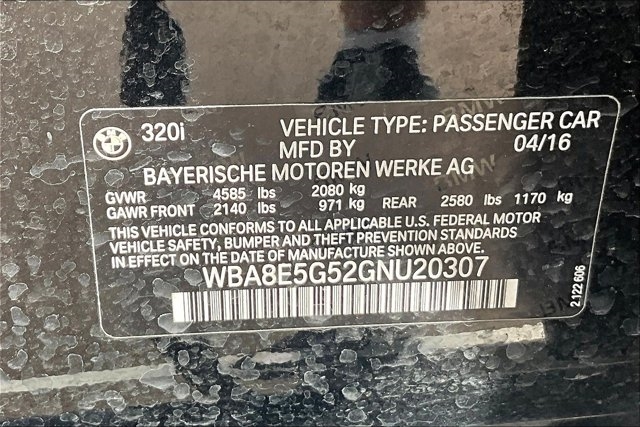 320i VEHICLE TYPE: PASSENGER CAR
MFD BY 04/16
BAYERISCHE MOTOREN WERKE AG
GVWR 4585 lbs 2080 kg
GAWR FRONT 2140 lbs 971 kg REAR 2580 lbs 1170 kg
THIS VEHICLE CONFORMS TO ALL APPLICABLE U.S. FEDERAL MOTOR
VEHICLE SAFETY, BUMPER AND THEFT PREVENTION STANDARDS
IN EFFECT ON THE DATE OF MANUFACTURE SHOWN ABOVE.
WBA8E5G52GNU20307
2 122 606